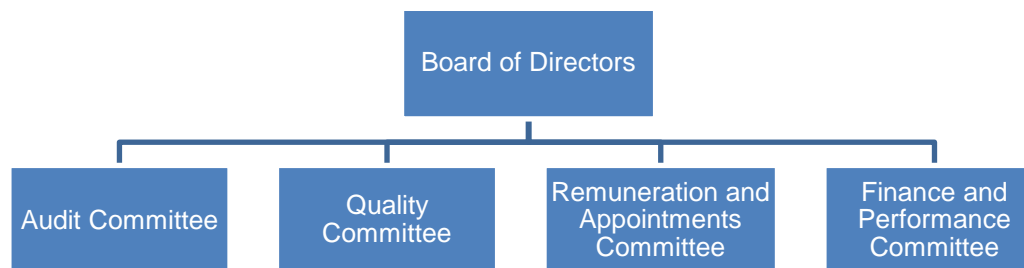 Board of Directors
Audit Committee
Quality
Committee
Remuneration and
Appointments
Committee
Finance and
Performance
Committee